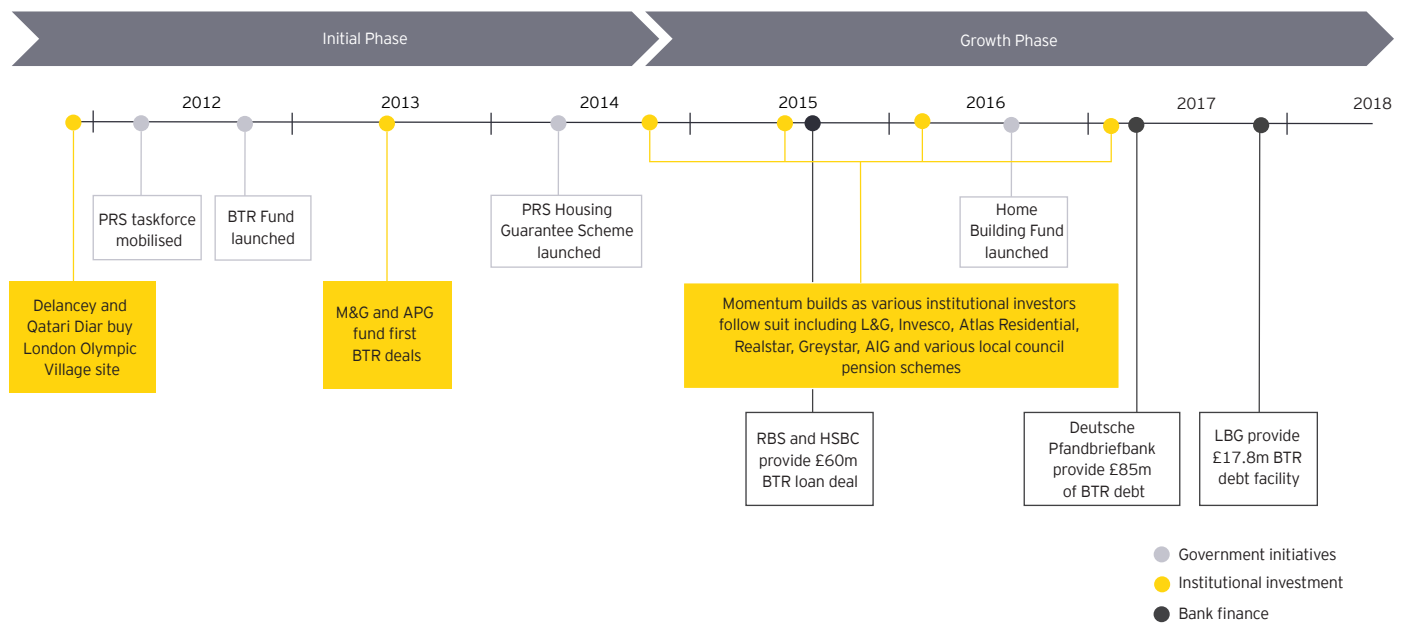 Initial Phase
Growth Phase
2012
2013
2014
2015
2016
2017
2018
PRS taskforce
mobilised
BTR Fund
launched
PRS Housing
Guarantee Scheme
launched
Home
Building Fund
launched
Delancey and
Qatari Diar buy
London Olympic
Village site
M&G and APG
fund first
BTR deals
Momentum builds as various institutional investors
follow suit including L&G, Invesco, Atlas Residential,
Realstar, Greystar, AIG and various local council
pension schemes
RBS and HSBC
provide £60m
BTR loan deal
Deutsche
Pfandbriefbank
provide £85m
of BTR debt
LBG provide
£17.8m BTR
debt facility
Government initiatives
Institutional investment
Bank finance